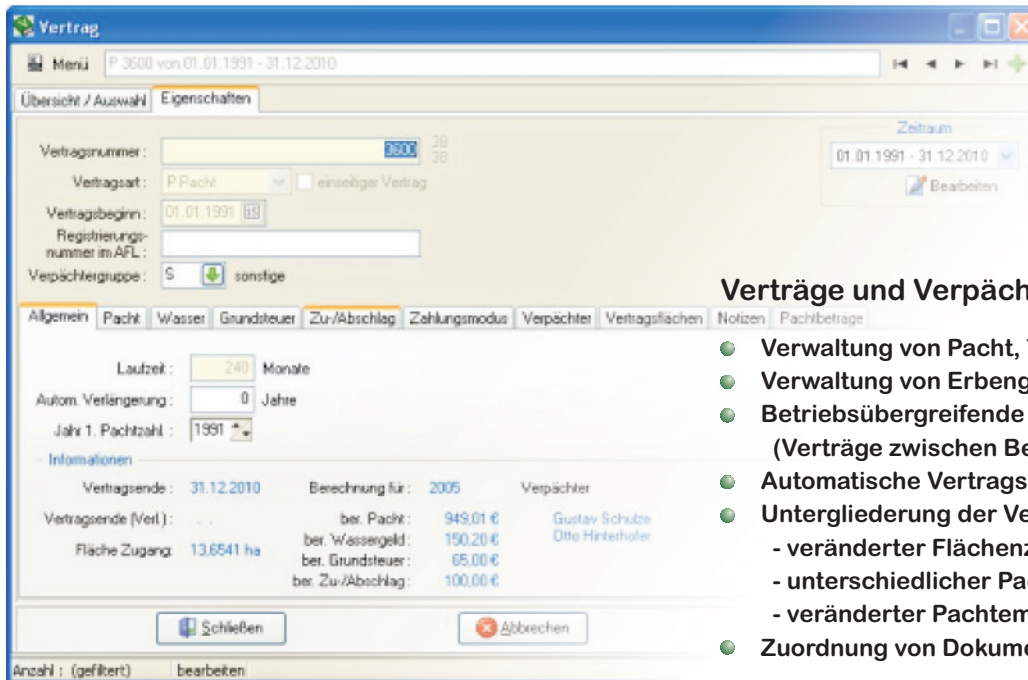 Vertrag
Menü P 3600 von 01.01.1991 - 31.12.2010
Übersicht / Auswahl Eigenschaften
Zeitraum
Vertragsnummer : 3600 38
38
01.01.1991 - 31.12.2010
Vertragsart : P Pacht einseitiger Vertrag
Bearbeiten
Vertragsbeginn : 01.01.1991 15
Registrierungs-
nummer im AFL :
Verpächtergruppe : S sonstige
Verträge und Verpäch
Allgemein Pacht Wasser Grundsteuer Zu-/Abschlag Zahlungsmodus Verpächter Vertragsflächen Notizen Pachtbeträge
Laufzeit : 240 Monate
Autom. Verlängerung : 0 Jahre
Jahr 1. Pachtzahl. : 1991
Informationen
Vertragsende : 31.12.2010 Berechnung für : 2005 Verpächter
Vertragsende (Verl.) : . . ber. Pacht : 949,01 € Gustav Schulze
ber. Wassergeld : 150,20 € Otto Hinterhofer
Fläche Zugang: 13,6541 ha
ber. Grundsteuer : 65,00 €
ber. Zu-/Abschlag : 100,00 €
Schließen Abbrechen
Anzahl : (gefiltert) bearbeiten
Verwaltung von Pacht,
Verwaltung von Erbeng
Betriebsübergreifende
(Verträge zwischen Be
Automatische Vertrags
Untergliederung der Ve
- veränderter Flächenz
- unterschiedlicher Pa
- veränderter Pachtem
Zuordnung von Dokume